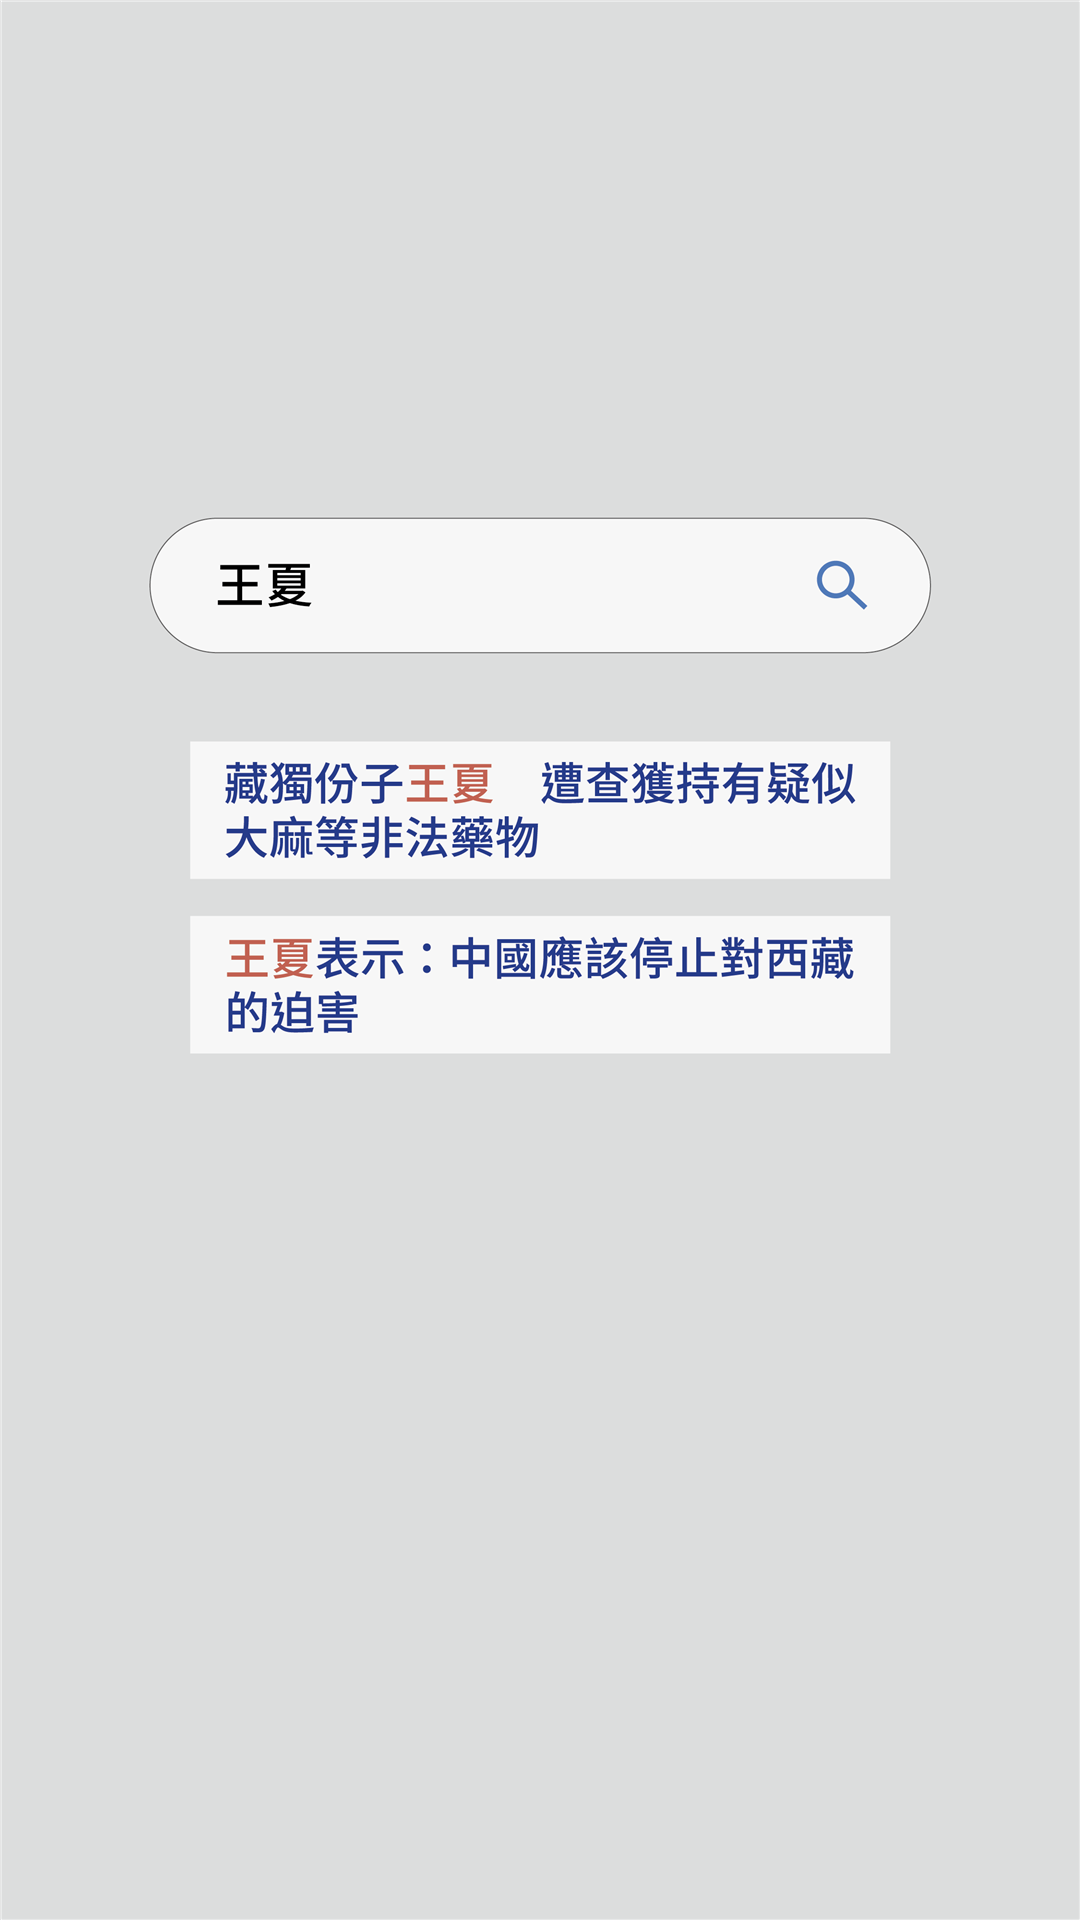 王夏
藏獨份子王夏　遭查獲持有疑似
大麻等非法藥物
王夏表示：中國應該停止對西藏
的迫害